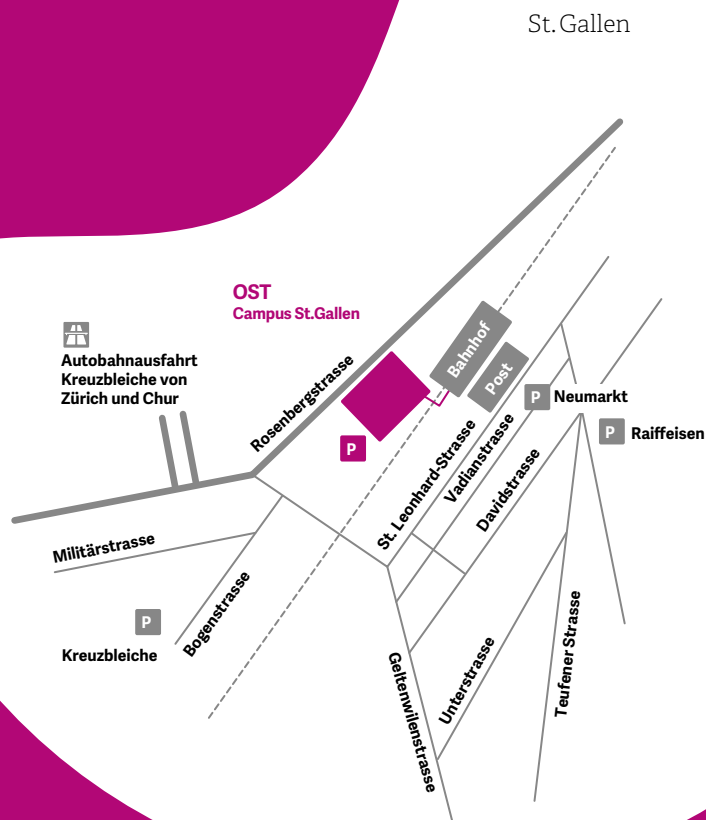 St. Gallen
OST
Campus St.Gallen
Autobahnausfahrt
Kreuzbleiche von
Zürich und Chur
Rosenbergstrasse
Bahnhof
Post
P
Neumarkt
P
Raiffeisen
P
St. Leonhard-Strasse
Vadianstrasse
Davidstrasse
Militärstrasse
Bogenstrasse
P
Kreuzbleiche
Geltenwilenstrasse
Unterstrasse
Teufener Strasse